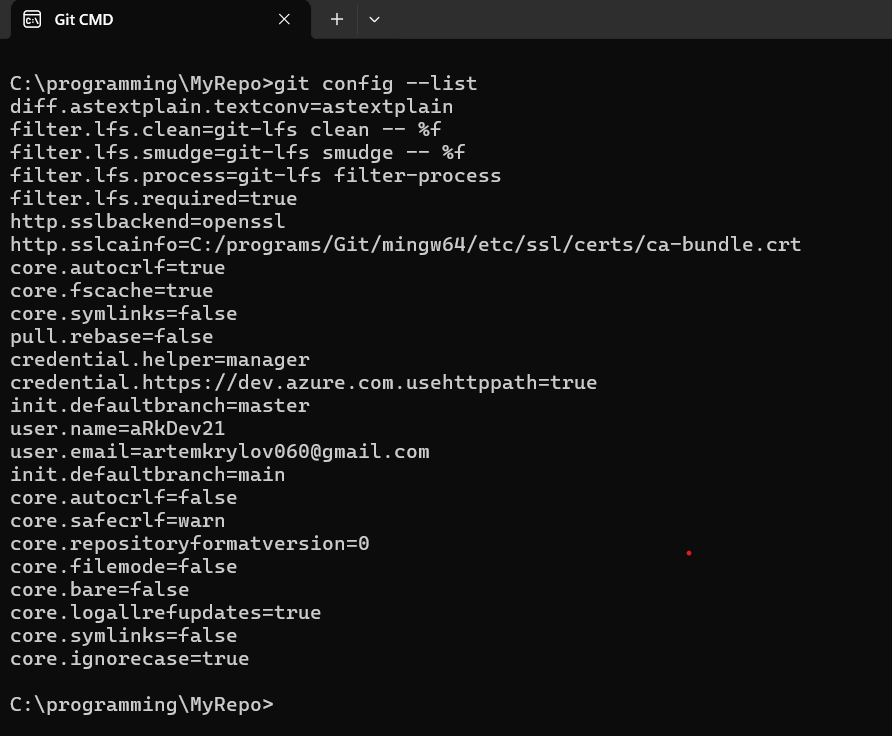 Git CMD
C:\programming\MyRepo>git config --list
diff.astextplain.textconv=astextplain
filter.lfs.clean=git-lfs clean -- %f
filter.lfs.smudge=git-lfs smudge -- %f
filter.lfs.process=git-lfs filter-process
filter.lfs.required=true
http.sslbackend=openssl
http.sslcainfo=C:/programs/Git/mingw64/etc/ssl/certs/ca-bundle.crt
core.autocrlf=true
core.fscache=true
core.symlinks=false
pull.rebase=false
credential.helper=manager
credential.https://dev.azure.com.usehttppath=true
init.defaultbranch=master
user.name=aRkDev21
user.email=artemkrylov060@gmail.com
init.defaultbranch=main
core.autocrlf=false
core.safecrlf=warn
core.repositoryformatversion=0
core.filemode=false
core.bare=false
core.logallrefupdates=true
core.symlinks=false
core.ignorecase=true
C:\programming\MyRepo>